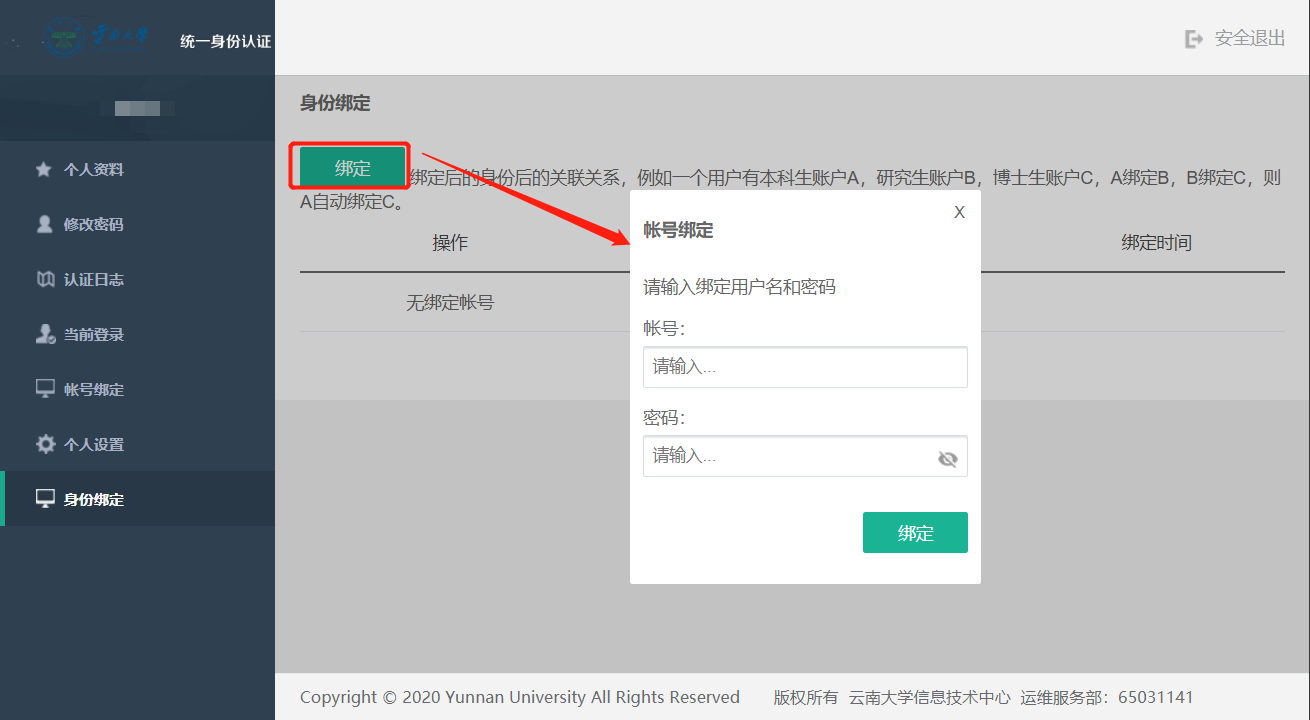 云南大学
统一身份认证
安全退出
个人资料
修改密码
认证日志
当前登录
帐号绑定
个人设置
身份绑定
身份绑定
绑定
绑定后的身份后的关联关系，例如一个用户有本科生账户A，研究生账户B，博士生账户C，A绑定B，B绑定C，则
A自动绑定C。
操作
绑定时间
无绑定帐号
X
帐号绑定
请输入绑定用户名和密码
帐号：
请输入...
密码：
请输入...
绑定
Copyright © 2020 Yunnan University All Rights Reserved 版权所有 云南大学信息技术中心 运维服务部：65031141